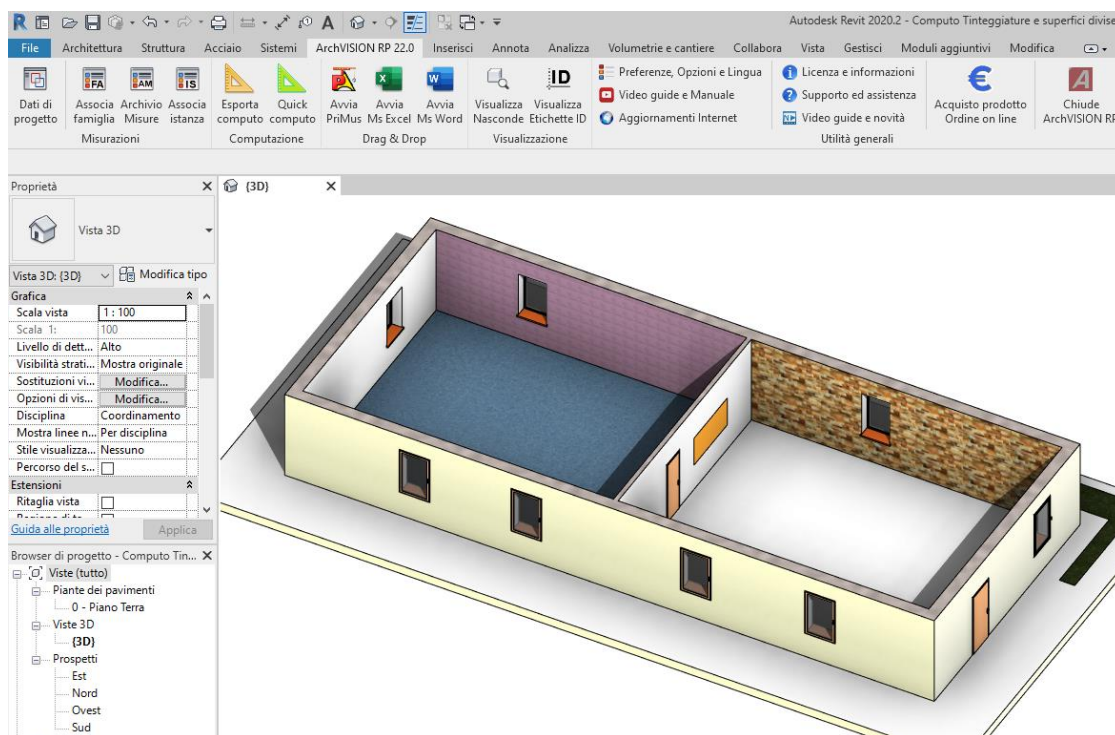 Autodesk Revit 2020.2 - Computo Tinteggiature e superfici divise
File Architettura Struttura Acciaio Sistemi ArchVISION RP 22.0 Inserisci Annota Analizza Volumetrie e cantiere Collabora Vista Gestisci Moduli aggiuntivi Modifica
Dati di progetto
FA Associa famiglia
AM Archivio Misure
IS Associa istanza
Misurazioni
Esporta computo
Quick computo
Computazione
Avvia PriMus
Avvia Ms Excel
Avvia Ms Word
Drag & Drop
Visualizza Nasconde
ID Visualizza Etichette ID
Visualizzazione
Preferenze, Opzioni e Lingua
Video guide e Manuale
Aggiornamenti Internet
Licenza e informazioni
Supporto ed assistenza
Video guide e novità
€ Acquisto prodotto Ordine on line
Chiude ArchVISION RP
Utilità generali
Proprietà
{3D}
Vista 3D
Vista 3D: {3D} Modifica tipo
Grafica
Scala vista 1 : 100
Scala 1: 100
Livello di dett... Alto
Visibilità strati... Mostra originale
Sostituzioni vi... Modifica...
Opzioni di vis... Modifica...
Disciplina Coordinamento
Mostra linee n... Per disciplina
Stile visualizza... Nessuno
Percorso del s...
Estensioni
Ritaglia vista
Guida alle proprietà Applica
Browser di progetto - Computo Tin...
Viste (tutto)
Piante dei pavimenti
0 - Piano Terra
Viste 3D
{3D}
Prospetti
Est
Nord
Ovest
Sud